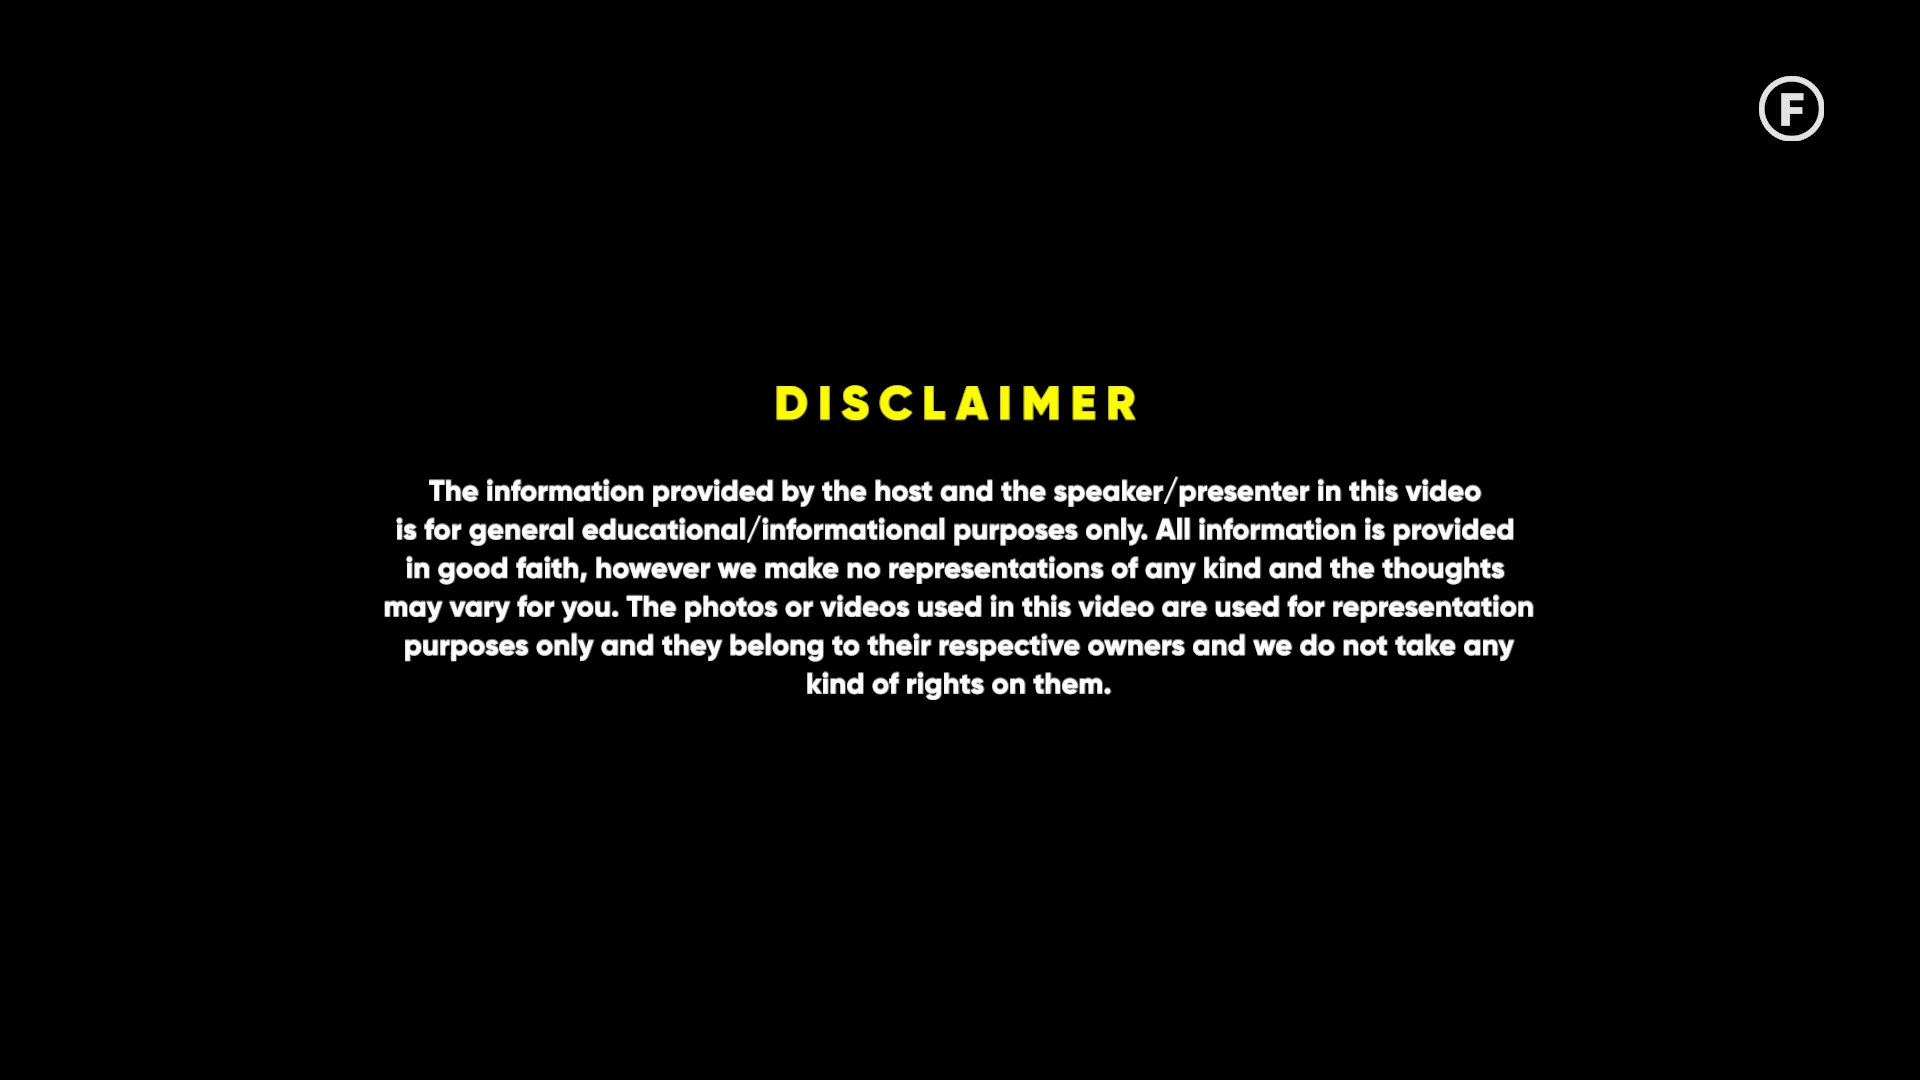 F
DISCLAIMER
The information provided by the host and the speaker/presenter in this video
is for general educational/informational purposes only. All information is provided
in good faith, however we make no representations of any kind and the thoughts
may vary for you. The photos or videos used in this video are used for representation
purposes only and they belong to their respective owners and we do not take any
kind of rights on them.